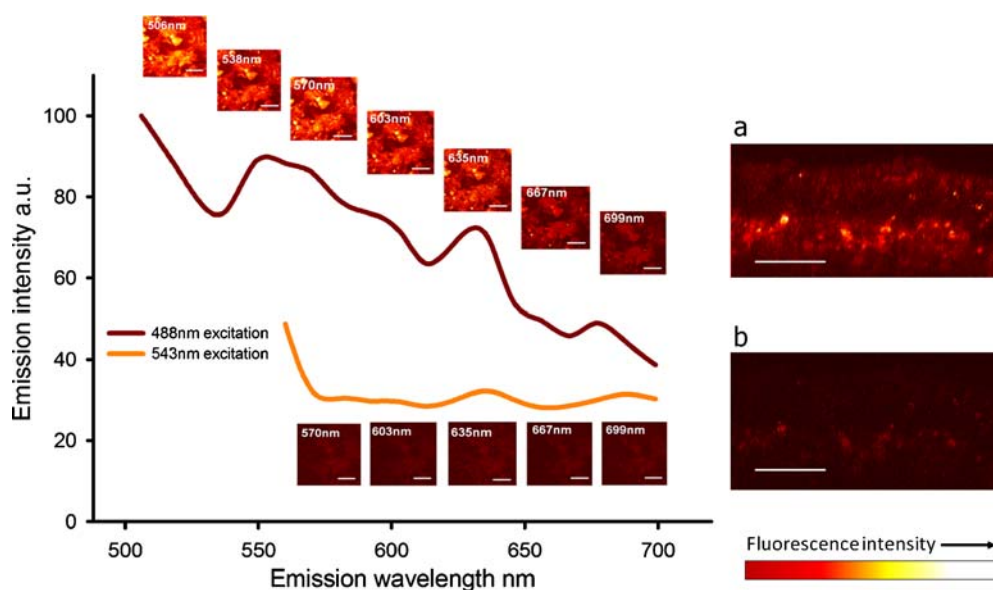 506nm
538nm
570nm
603nm
635nm
667nm
699nm
100
80
60
40
20
0
Emission intensity a.u.
488nm excitation
543nm excitation
570nm
603nm
635nm
667nm
699nm
500
550
600
650
700
Emission wavelength nm
a
b
Fluorescence intensity